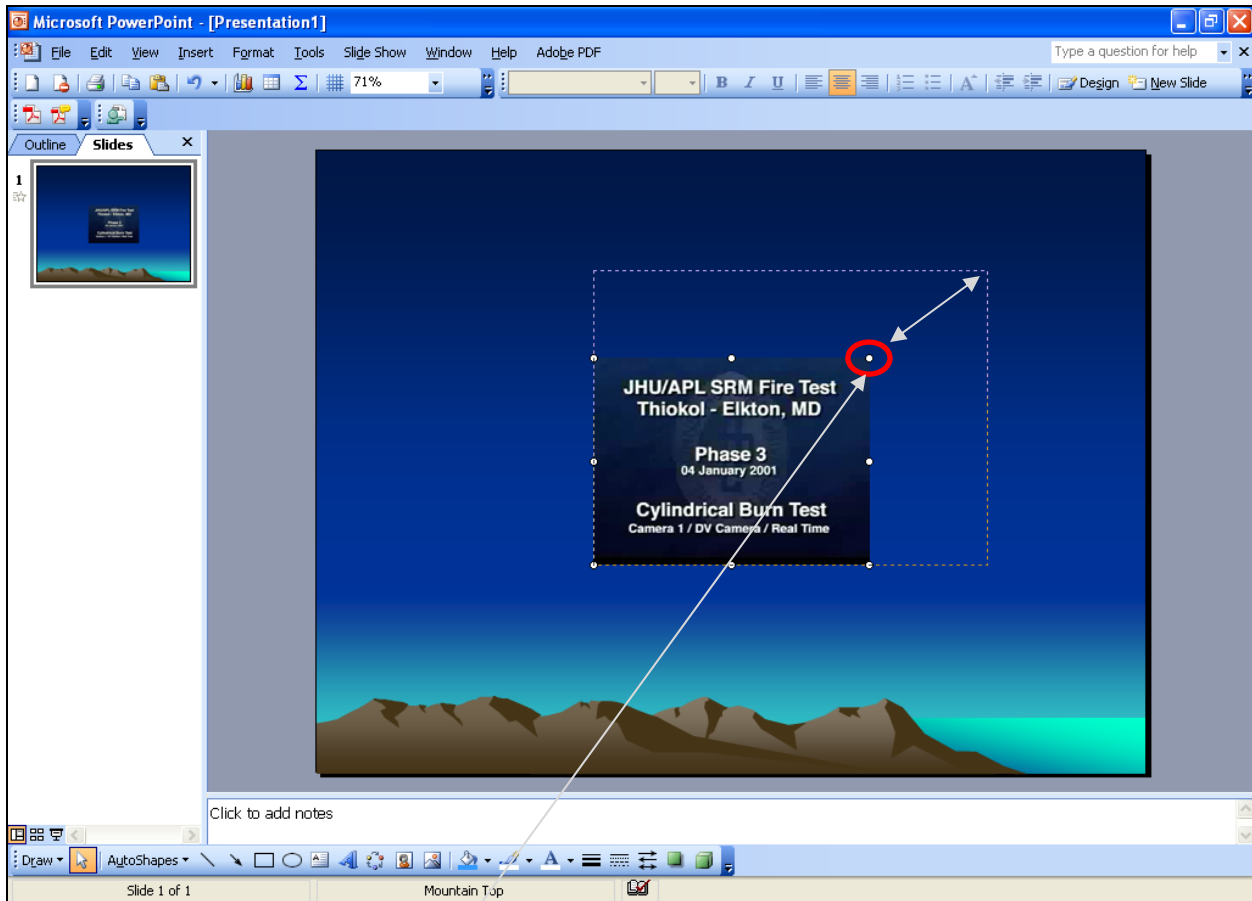 Microsoft PowerPoint - [Presentation1]
File Edit View Insert Format Tools Slide Show Window Help Adobe PDF Type a question for help
71% B I U A Design New Slide
Outline Slides
1
JHU/APL SRM Fire Test
Thiokol - Elkton, MD
Phase 3
04 January 2001
Cylindrical Burn Test
Camera 1 / DV Camera / Real Time
Click to add notes
Draw AutoShapes A
Slide 1 of 1 Mountain Top